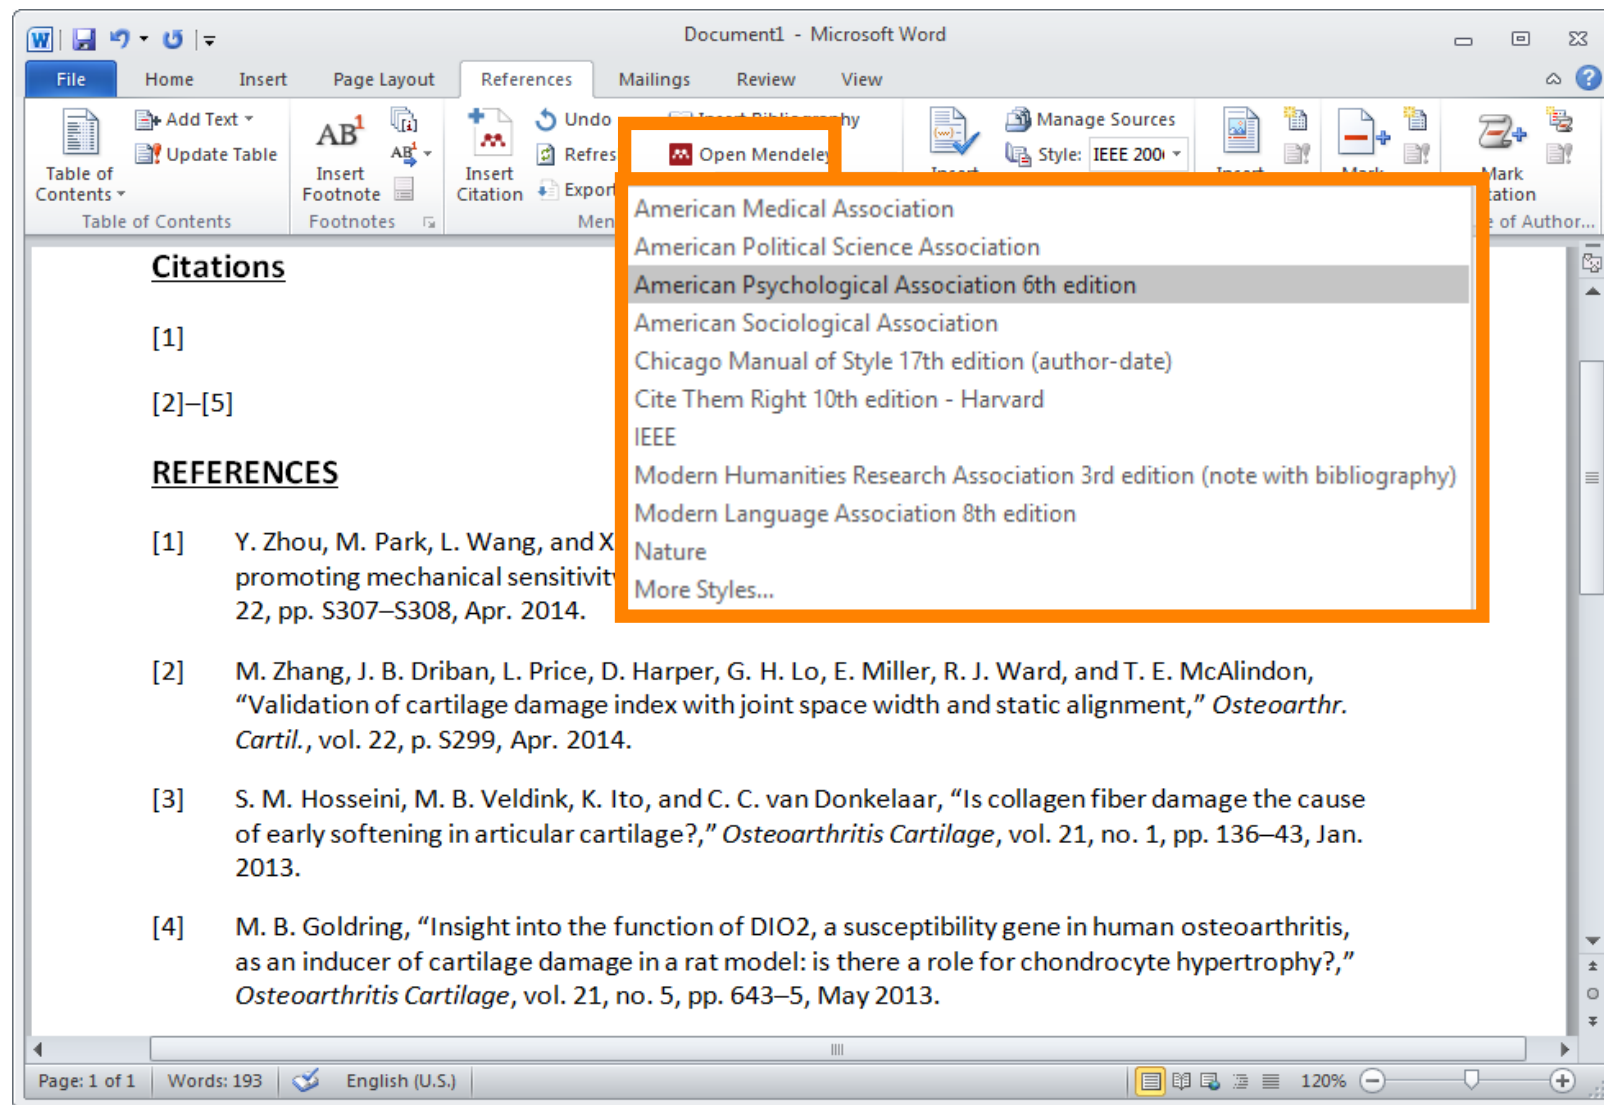 Document1 - Microsoft Word
File Home Insert Page Layout References Mailings Review View
Add Text
Update Table
Table of
Contents
Table of Contents
AB1
AB1
Insert
Footnote
Footnotes
Insert
Citation
Undo
Refres
Export
Men
Open Mendeley
Manage Sources
Style: IEEE 200
Mark
of Author...
American Medical Association
American Political Science Association
American Psychological Association 6th edition
American Sociological Association
Chicago Manual of Style 17th edition (author-date)
Cite Them Right 10th edition - Harvard
IEEE
Modern Humanities Research Association 3rd edition (note with bibliography)
Modern Language Association 8th edition
Nature
More Styles...
Citations
[1]
[2]–[5]
REFERENCES
[1] Y. Zhou, M. Park, L. Wang, and X
promoting mechanical sensitivity
22, pp. S307–S308, Apr. 2014.
[2] M. Zhang, J. B. Driban, L. Price, D. Harper, G. H. Lo, E. Miller, R. J. Ward, and T. E. McAlindon,
“Validation of cartilage damage index with joint space width and static alignment,” Osteoarthr.
Cartil., vol. 22, p. S299, Apr. 2014.
[3] S. M. Hosseini, M. B. Veldink, K. Ito, and C. C. van Donkelaar, “Is collagen fiber damage the cause
of early softening in articular cartilage?,” Osteoarthritis Cartilage, vol. 21, no. 1, pp. 136–43, Jan.
2013.
[4] M. B. Goldring, “Insight into the function of DIO2, a susceptibility gene in human osteoarthritis,
as an inducer of cartilage damage in a rat model: is there a role for chondrocyte hypertrophy?,”
Osteoarthritis Cartilage, vol. 21, no. 5, pp. 643–5, May 2013.
Page: 1 of 1 Words: 193 English (U.S.) 120%